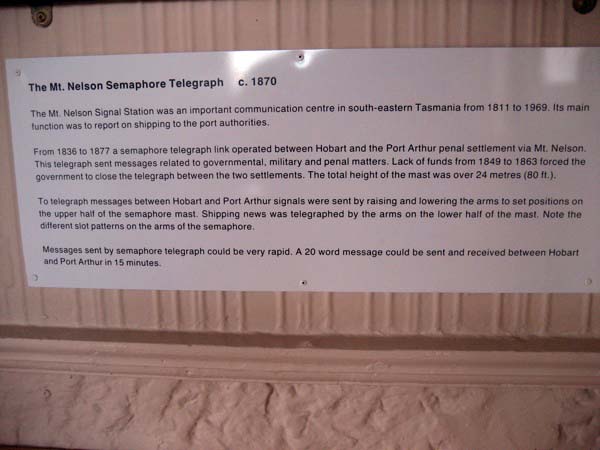 The Mt. Nelson Semaphore Telegraph c. 1870
The Mt. Nelson Signal Station was an important communication centre in south-eastern Tasmania from 1811 to 1969. Its main
function was to report on shipping to the port authorities.
From 1836 to 1877 a semaphore telegraph link operated between Hobart and the Port Arthur penal settlement via Mt. Nelson.
This telegraph sent messages related to governmental, military and penal matters. Lack of funds from 1849 to 1863 forced the
government to close the telegraph between the two settlements. The total height of the mast was over 24 metres (80 ft.).
To telegraph messages between Hobart and Port Arthur signals were sent by raising and lowering the arms to set positions on
the upper half of the semaphore mast. Shipping news was telegraphed by the arms on the lower half of the mast. Note the
different slot patterns on the arms of the semaphore.
Messages sent by semaphore telegraph could be very rapid. A 20 word message could be sent and received between Hobart
and Port Arthur in 15 minutes.